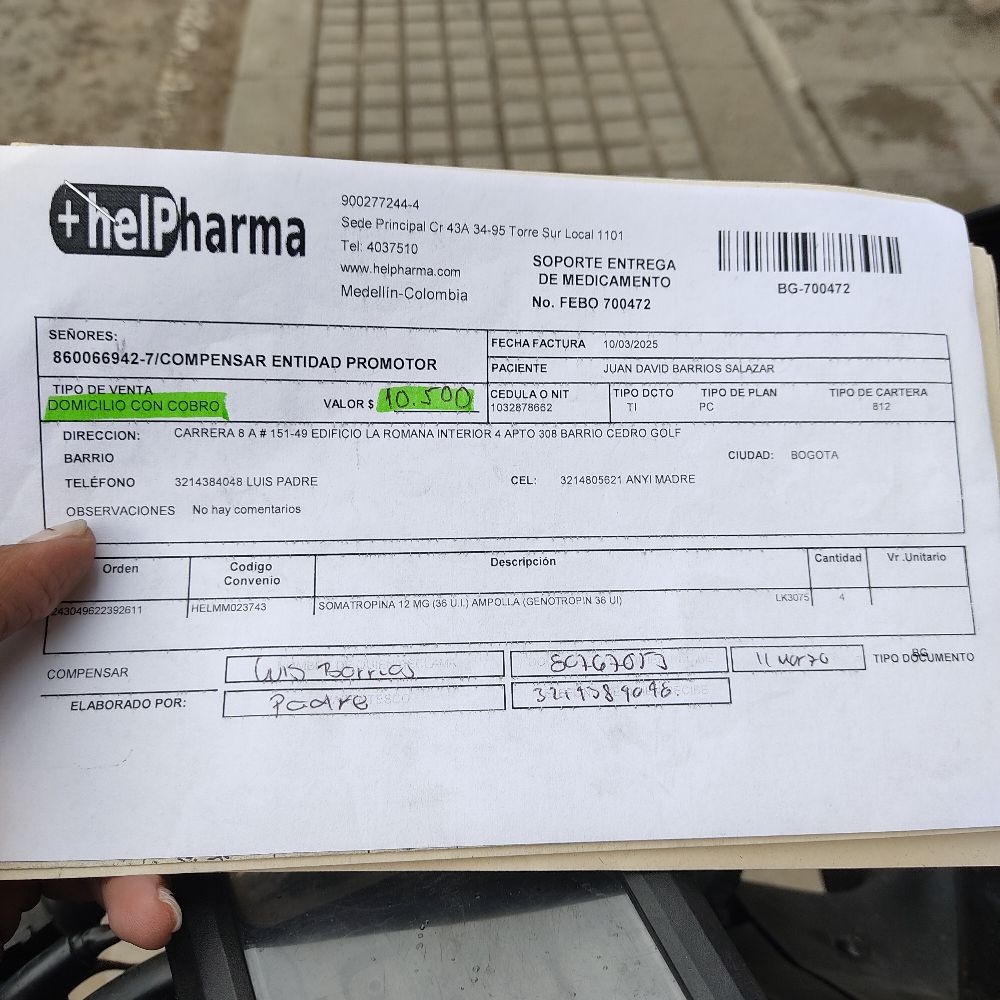 +helPharma
900277244-4
Sede Principal Cr 43A 34-95 Torre Sur Local 1101
Tel: 4037510
www.helpharma.com
Medellin-Colombia
SOPORTE ENTREGA
DE MEDICAMENTO
No. FEBO 700472
BG-700472
SEÑORES:
860066942-7/COMPENSAR ENTIDAD PROMOTOR
FECHA FACTURA 10/03/2025
PACIENTE JUAN DAVID BARRIOS SALAZAR
TIPO DE VENTA
DOMICILIO CON COBRO
VALOR $ 10.500
CEDULA O NIT
1032878662
TIPO DCTO
TI
TIPO DE PLAN
PC
TIPO DE CARTERA
812
DIRECCION: CARRERA 8 A # 151-49 EDIFICIO LA ROMANA INTERIOR 4 APTO 308 BARRIO CEDRO GOLF
BARRIO
CIUDAD: BOGOTA
TELÉFONO 3214384048 LUIS PADRE
CEL: 3214805621 ANYI MADRE
OBSERVACIONES No hay comentarios
Orden
Codigo
Convenio
Descripción
Cantidad
Vr .Unitario
243049622392611
HELMM023743
SOMATROPINA 12 MG (36 U.I.) AMPOLLA (GENOTROPIN 36 UI)
LK3075
4
COMPENSAR
Luis Barrios
11 marzo
TIPO DOCUMENTO
BG
ELABORADO POR:
Padre